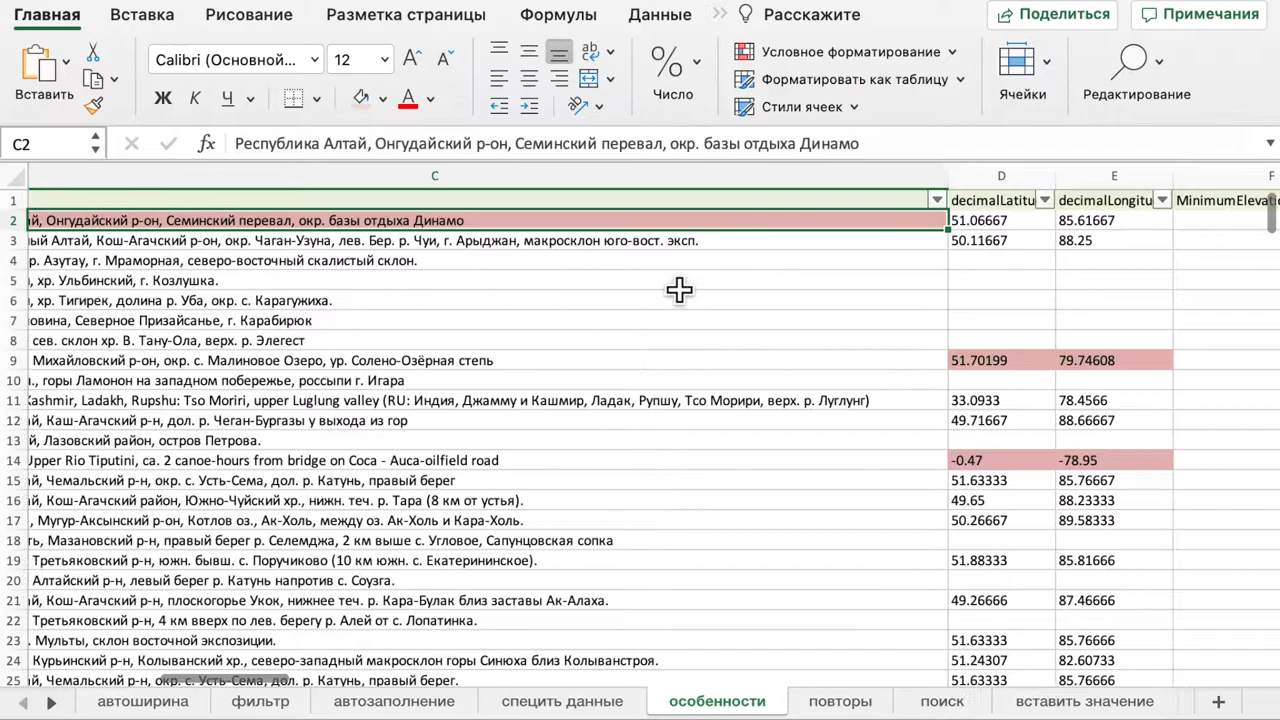 Главная Вставка Рисование Разметка страницы Формулы Данные Расскажите Поделиться Примечания
Calibri (Основной... 12
Условное форматирование
Форматировать как таблицу
Стили ячеек
Вставить Ж К Ч А Число Ячейки Редактирование
C2 fx Республика Алтай, Онгудайский р-он, Семинский перевал, окр. базы отдыха Динамо
C D E F
1 decimalLatitu decimalLongitu MinimumElevati
2 ай, Онгудайский р-он, Семинский перевал, окр. базы отдыха Динамо 51.06667 85.61667
3 ый Алтай, Кош-Агачский р-он, окр. Чаган-Узуна, лев. Бер. р. Чуи, г. Арыджан, макросклон юго-вост. эксп. 50.11667 88.25
4 р. Азутау, г. Мраморная, северо-восточный скалистый склон.
5 , хр. Ульбинский, г. Козлушка.
6 , хр. Тигирек, долина р. Уба, окр. с. Карагужиха.
7 овина, Северное Призайсанье, г. Карабирюк
8 сев. склон хр. В. Тану-Ола, верх. р. Элегест
9 Михайловский р-он, окр. с. Малиновое Озеро, ур. Солено-Озёрная степь 51.70199 79.74608
10 ., горы Ламонон на западном побережье, россыпи г. Игара
11 Kashmir, Ladakh, Rupshu: Tso Moriri, upper Luglung valley (RU: Индия, Джамму и Кашмир, Ладак, Рупшу, Тсо Морири, верх. р. Луглунг) 33.0933 78.4566
12 ай, Каш-Агачский р-н, дол. р. Чеган-Бургазы у выхода из гор 49.71667 88.66667
13 й, Лазовский район, остров Петрова.
14 Upper Rio Tiputini, ca. 2 canoe-hours from bridge on Coca - Auca-oilfield road -0.47 -78.95
15 ай, Чемальский р-н, окр. с. Усть-Сема, дол. р. Катунь, правый берег 51.63333 85.76667
16 ай, Кош-Агачский район, Южно-Чуйский хр., нижн. теч. р. Тара (8 км от устья). 49.65 88.23333
17 , Мугур-Аксынский р-он, Котлов оз., Ак-Холь, между оз. Ак-Холь и Кара-Холь. 50.26667 89.58333
18 ть, Мазановский р-н, правый берег р. Селемджа, 2 км выше с. Угловое, Сапунцовская сопка
19 Третьяковский р-н, южн. бывш. с. Поручиково (10 км южн. с. Екатерининское). 51.88333 85.81666
20 Алтайский р-н, левый берег р. Катунь напротив с. Соузга.
21 ай, Кош-Агачский р-н, плоскогорье Укок, нижнее теч. р. Кара-Булак близ заставы Ак-Алаха. 49.26666 87.46666
22 Третьяковский р-н, 4 км вверх по лев. берегу р. Алей от с. Лопатинка.
23 . Мульты, склон восточной экспозиции. 51.63333 85.76666
24 Курьинский р-н, Колыванский хр., северо-западный макросклон горы Синюха близ Колыванстроя. 51.24307 82.60733
25 ай, Чемальский р-н, окр. с. Усть-Сема, дол. р. Катунь, правый берег. 51.63333 85.76666
автоширина фильтр автозаполнение специть данные особенности повторы поиск вставить значение